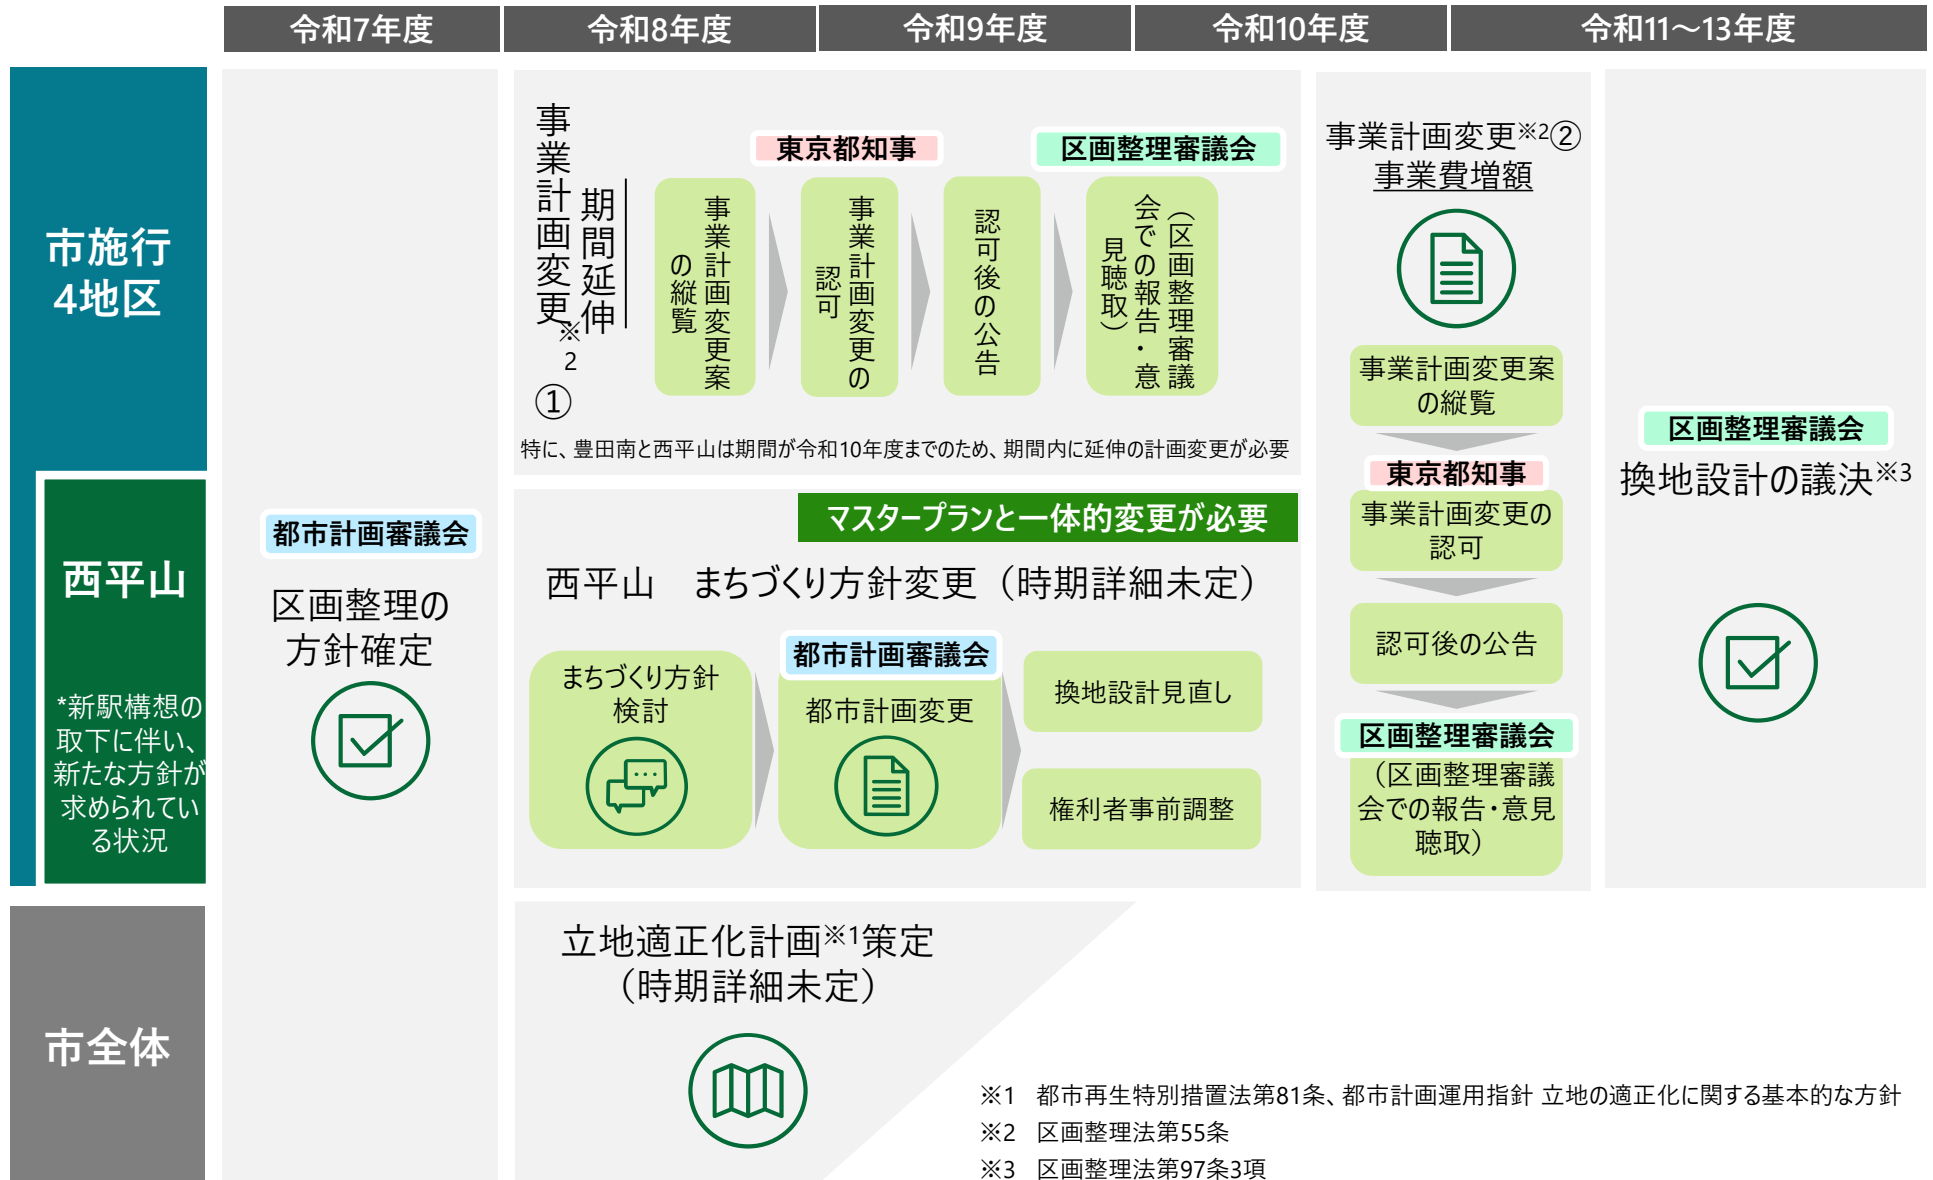 令和7年度
令和8年度
令和9年度
令和10年度
令和11～13年度
市施行
4地区
西平山
*新駅構想の
取下に伴い、
新たな方針が
求められてい
る状況
市全体
都市計画審議会
区画整理の
方針確定
事業計画変更※2①
期間延伸
事業計画変更案
の縦覧
東京都知事
事業計画変更の
認可
認可後の公告
区画整理審議会
（区画整理審議
会での報告・意
見聴取）
特に、豊田南と西平山は期間が令和10年度までのため、期間内に延伸の計画変更が必要
マスタープランと一体的変更が必要
西平山　まちづくり方針変更（時期詳細未定）
まちづくり方針
検討
都市計画審議会
都市計画変更
換地設計見直し
権利者事前調整
事業計画変更※2②
事業費増額
事業計画変更案
の縦覧
東京都知事
事業計画変更の
認可
認可後の公告
区画整理審議会
（区画整理審議
会での報告・意見
聴取）
区画整理審議会
換地設計の議決※3
立地適正化計画※1策定
（時期詳細未定）
※1　都市再生特別措置法第81条、都市計画運用指針 立地の適正化に関する基本的な方針
※2　区画整理法第55条
※3　区画整理法第97条3項